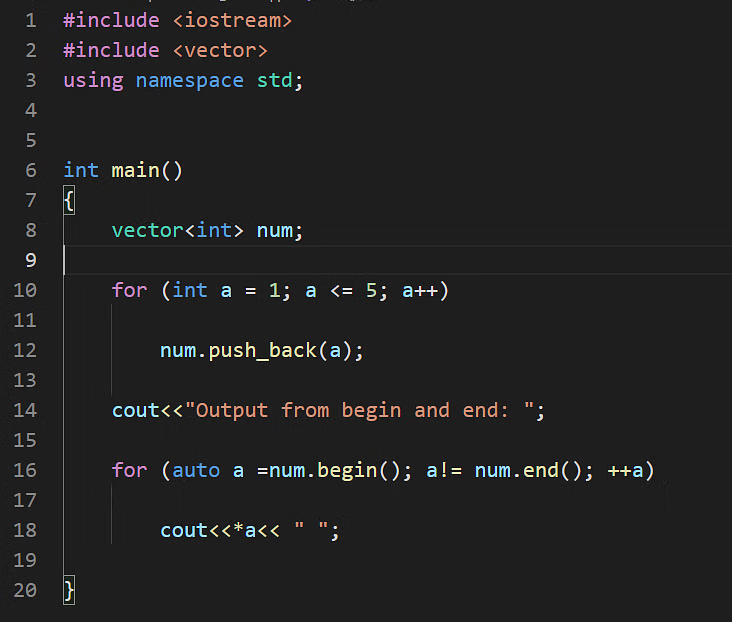 1 #include <iostream>
2 #include <vector>
3 using namespace std;
4
5
6 int main()
7 {
8 vector<int> num;
9
10 for (int a = 1; a <= 5; a++)
11
12 num.push_back(a);
13
14 cout<<"Output from begin and end: ";
15
16 for (auto a =num.begin(); a!= num.end(); ++a)
17
18 cout<<*a<< " ";
19
20 }